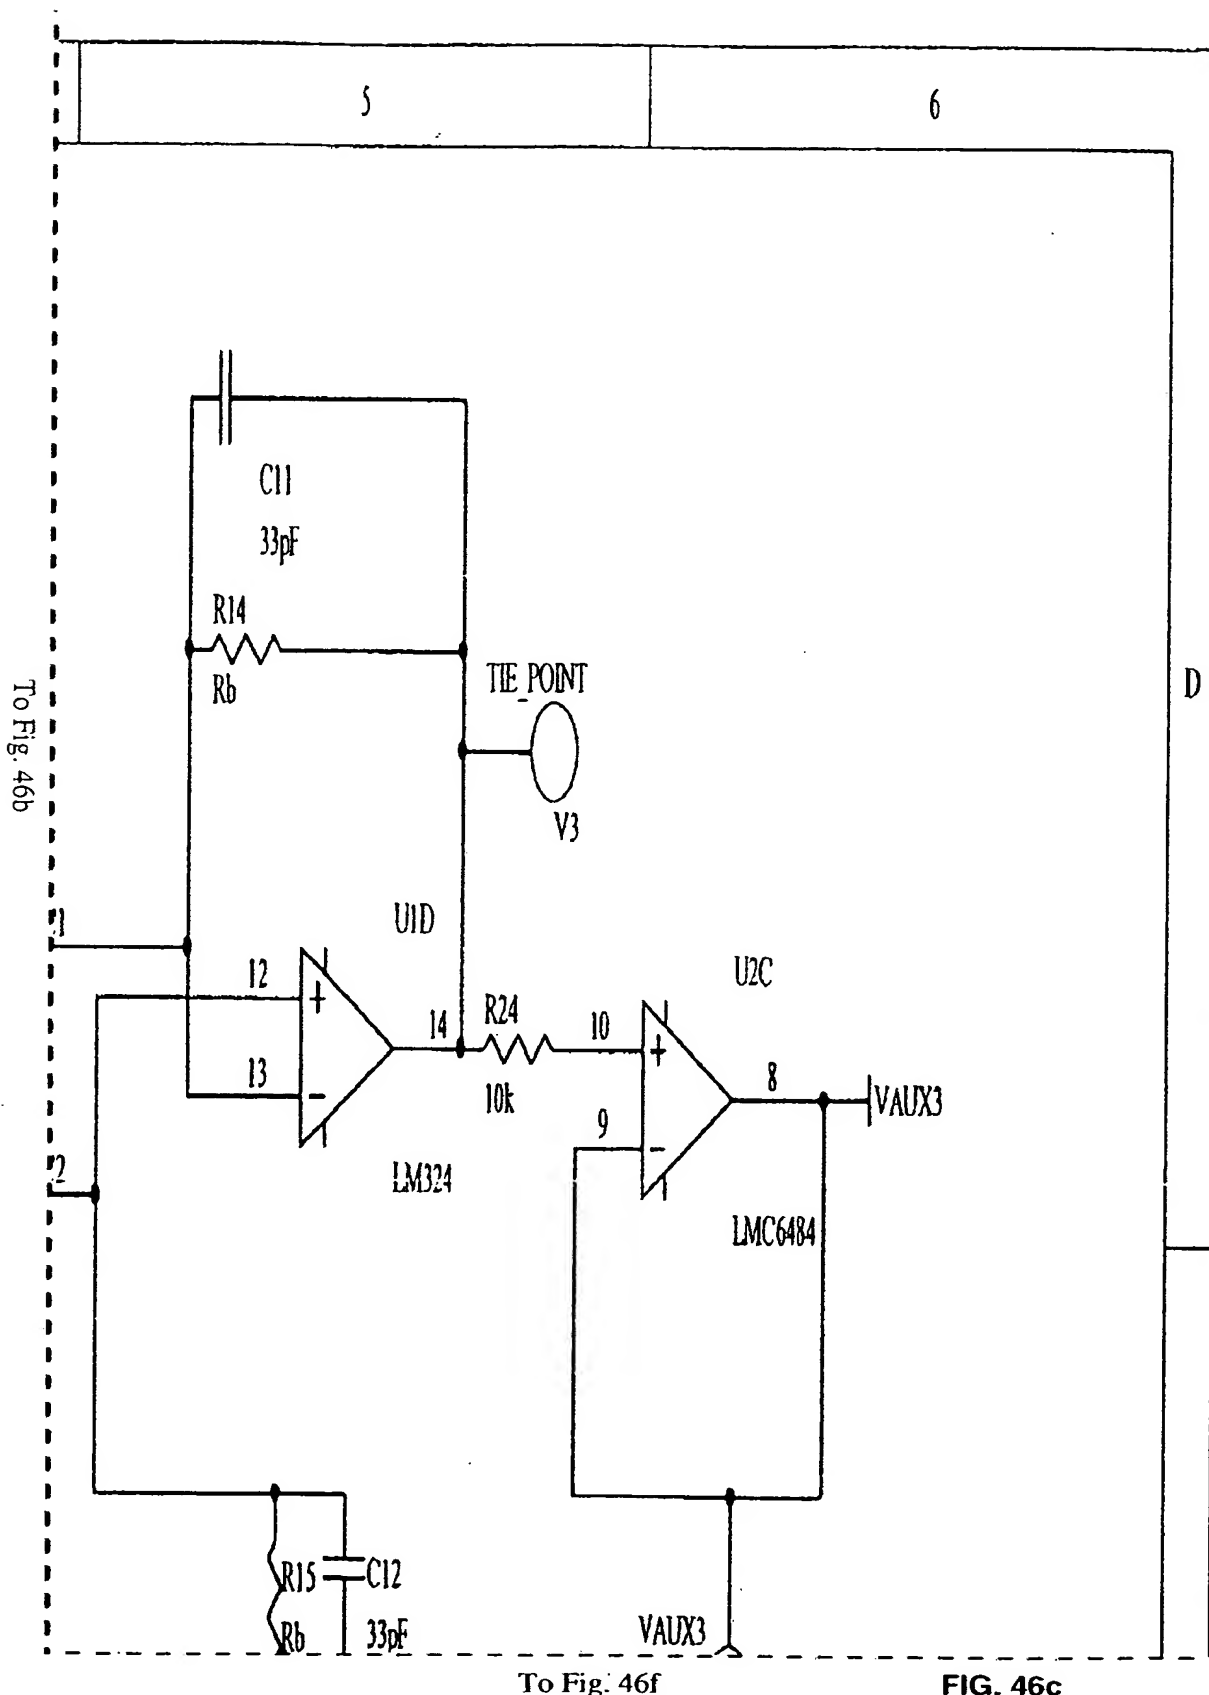 5
6
C11
33pF
R14
Rb
TIE_POINT
D
To Fig. 46b
V3
U1D
1
12
U2C
14
R24
10
13
10k
8
VAUX3
9
2
LM324
LMC6484
R15
C12
Rb
33pF
VAUX3
To Fig. 46f
FIG. 46c